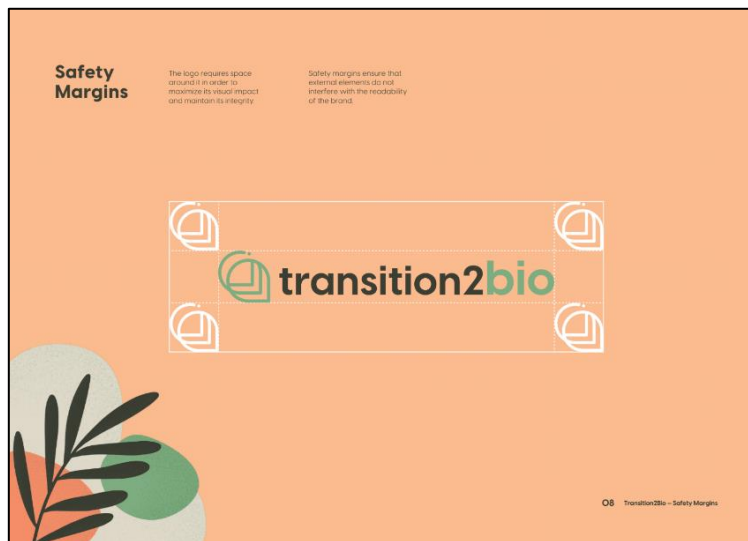 Safety
Margins
The logo requires space
around it in order to
maximize its visual impact
and maintain its integrity
Safety margins ensure that
external elements do not
interfere with the readability
of the brand.
transition2bio
08 Transition2Bio – Safety Margins